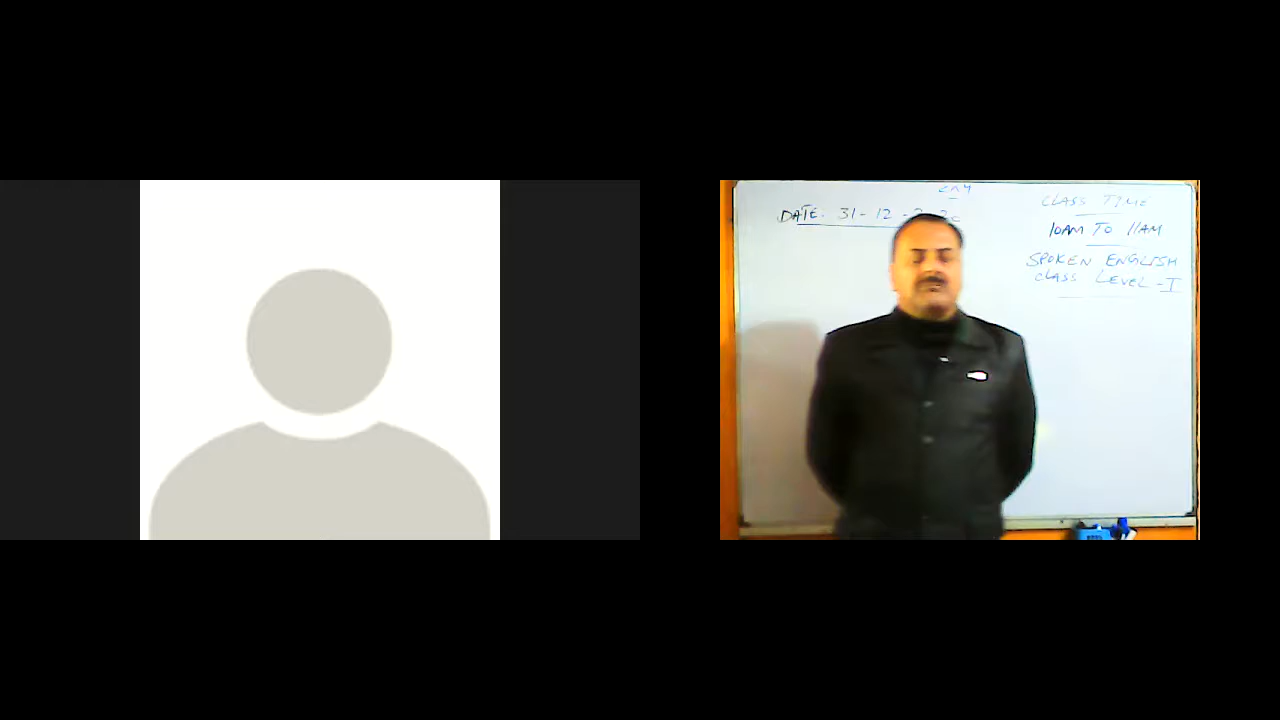 DATE: 31-12-
CLASS TIME
10AM TO 11AM
SPOKEN ENGLISH
CLASS LEVEL-I